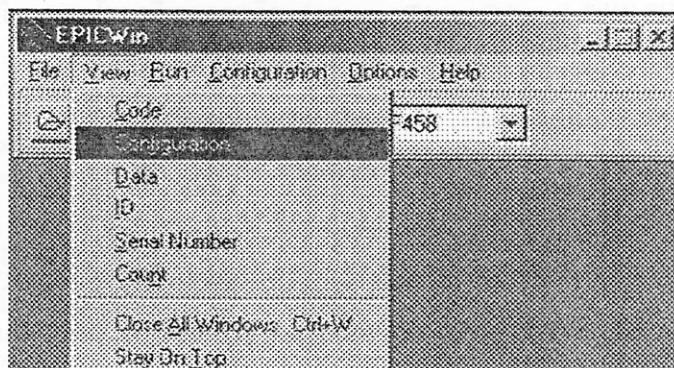 EPICWin
File View Run Configuration Options Help
Code
F458
Configuration
Data
ID
Serial Number
Count
Close All Windows Ctrl+W
Stay On Top